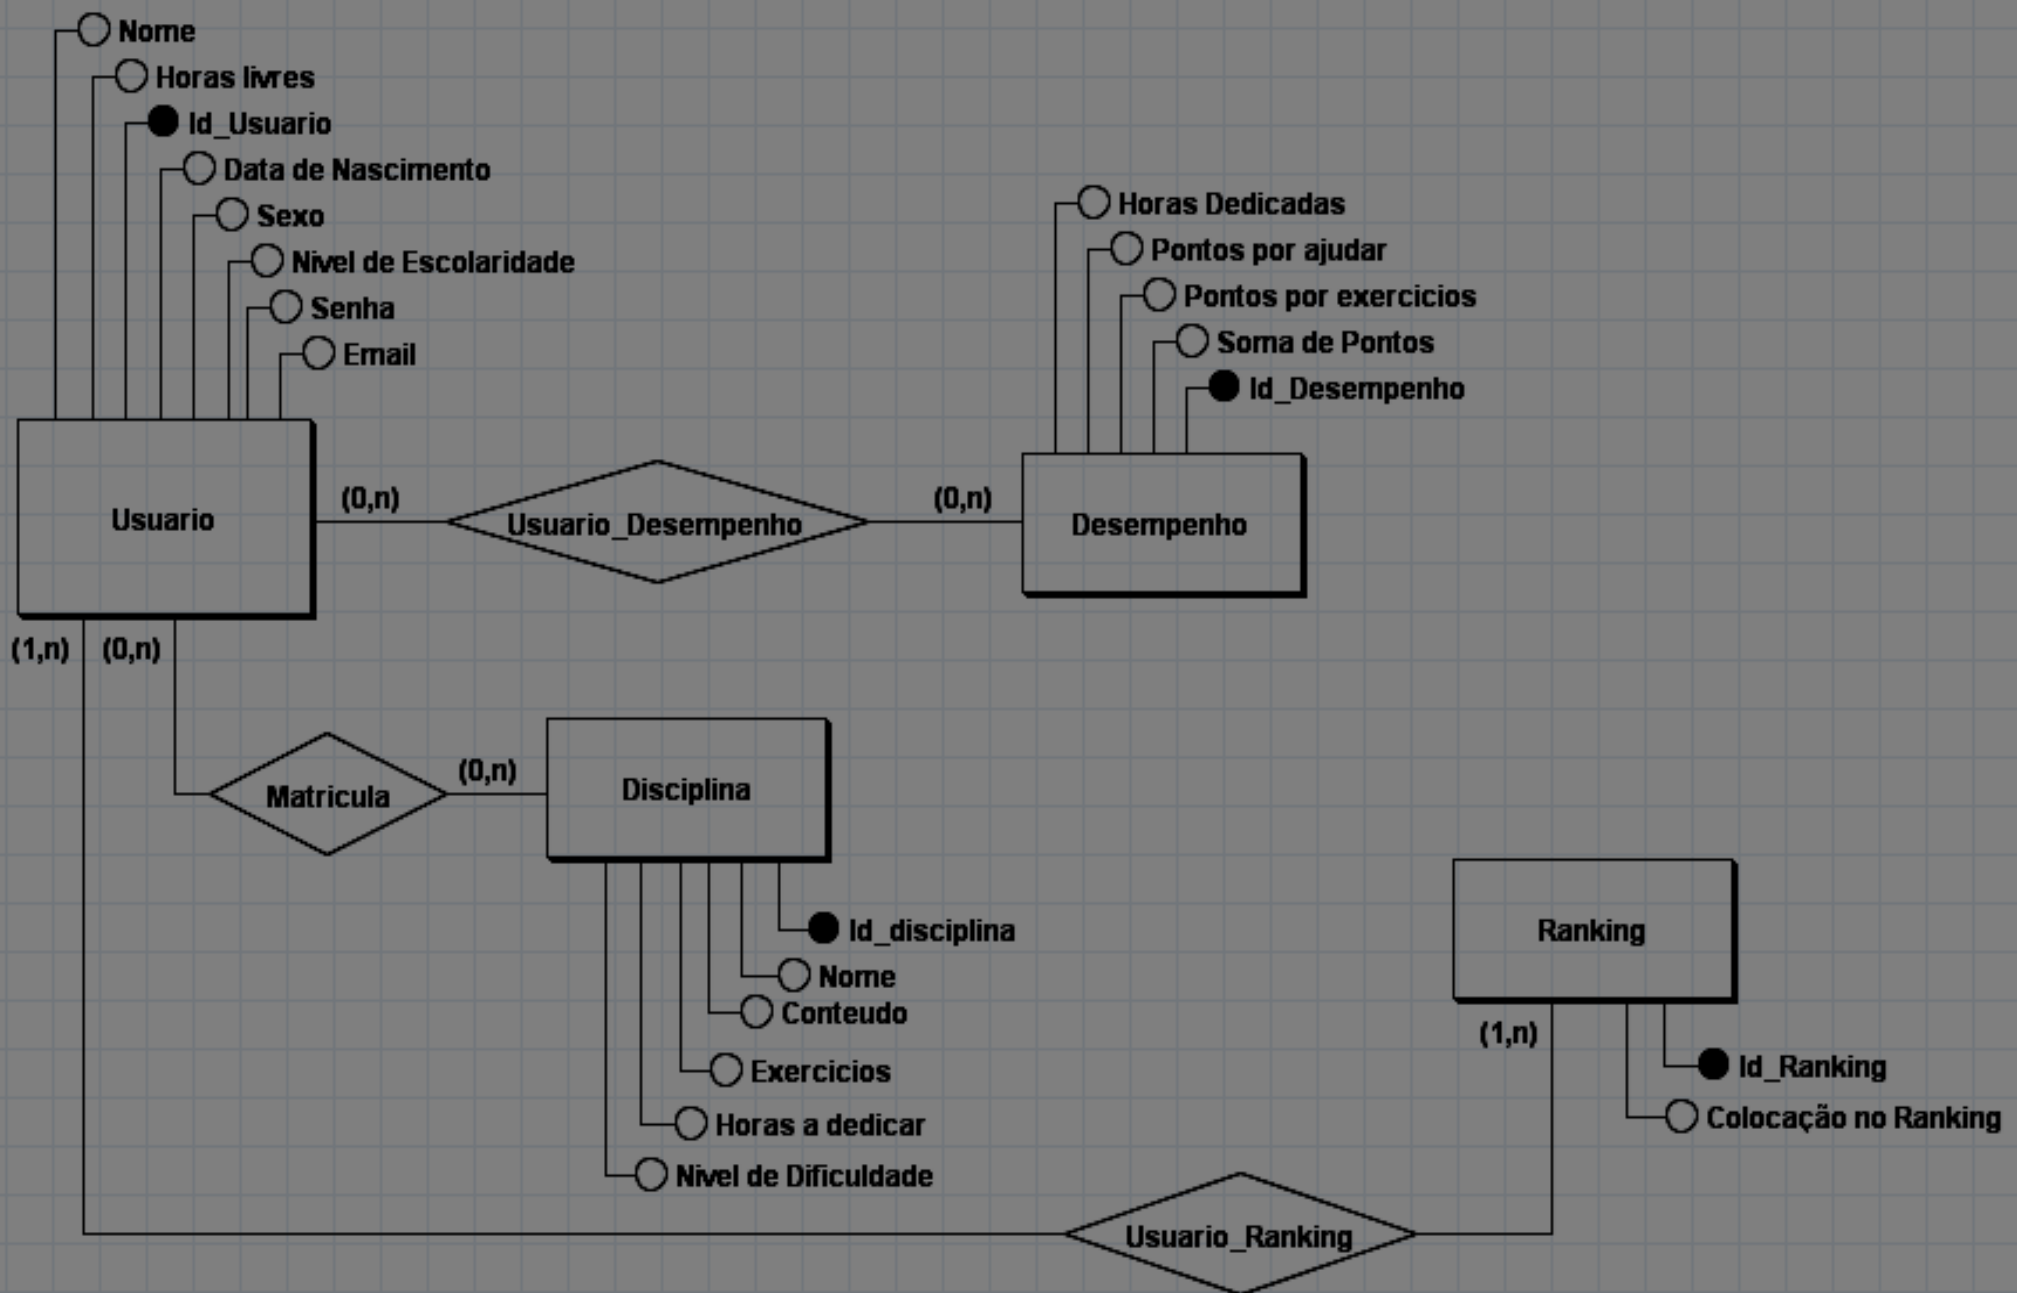 Nome
Horas livres
Id_Usuario
Data de Nascimento
Sexo
Nivel de Escolaridade
Senha
Email
Horas Dedicadas
Pontos por ajudar
Pontos por exercicios
Soma de Pontos
Id_Desempenho
Usuario
(0,n)
Usuario_Desempenho
(0,n)
Desempenho
(1,n)
(0,n)
Matricula
(0,n)
Disciplina
Id_disciplina
Nome
Conteudo
Exercicios
Horas a dedicar
Nivel de Dificuldade
Ranking
(1,n)
Id_Ranking
Colocação no Ranking
Usuario_Ranking